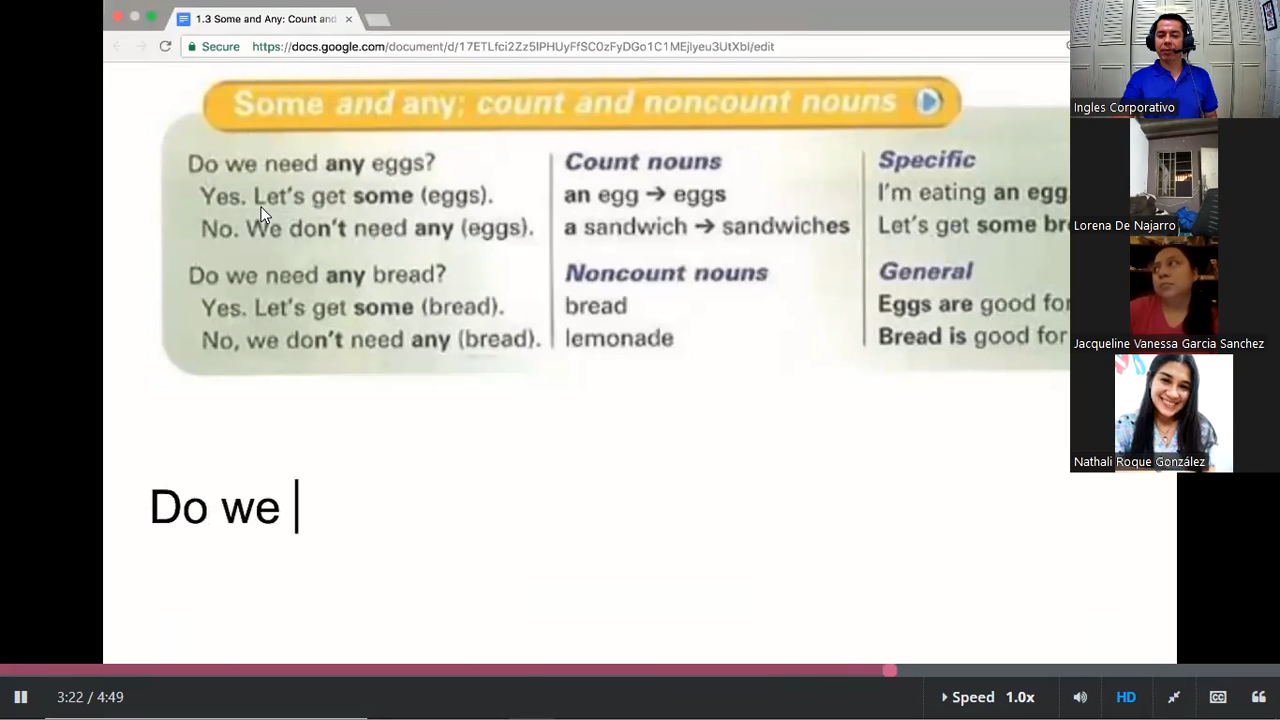 1.3 Some and Any: Count and
Secure
https://docs.google.com/document/d/17ETLfci2Zz5IPHUyFfSC0zFyDGo1C1MEjIyeu3UtXbI/edit
Some and any; count and noncount nouns
Do we need any eggs?
Yes. Let's get some (eggs).
No. We don't need any (eggs).
Do we need any bread?
Yes. Let's get some (bread).
No, we don't need any (bread).
Count nouns
an egg → eggs
a sandwich → sandwiches
Noncount nouns
bread
lemonade
Specific
I'm eating an egg
Let's get some br
General
Eggs are good for
Bread is good for
Do we
Ingles Corporativo
Lorena De Najarro
Jacqueline Vanessa Garcia Sanchez
Nathali Roque González
3:22 / 4:49
Speed 1.0x
HD